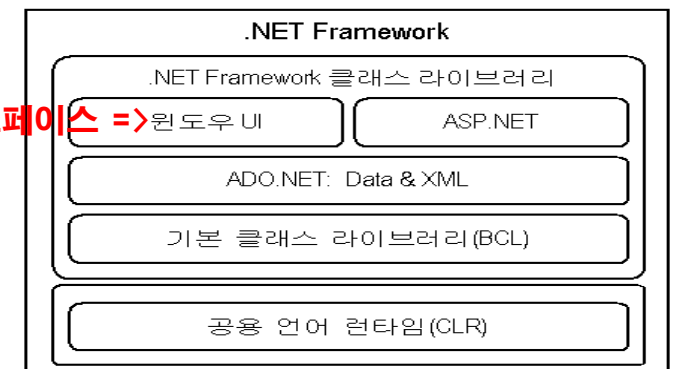 .NET Framework
.NET Framework 클래스 라이브러리
페이스 =>윈도우 UI
ASP.NET
ADO.NET: Data & XML
기본 클래스 라이브러리(BCL)
공용 언어 런타임(CLR)